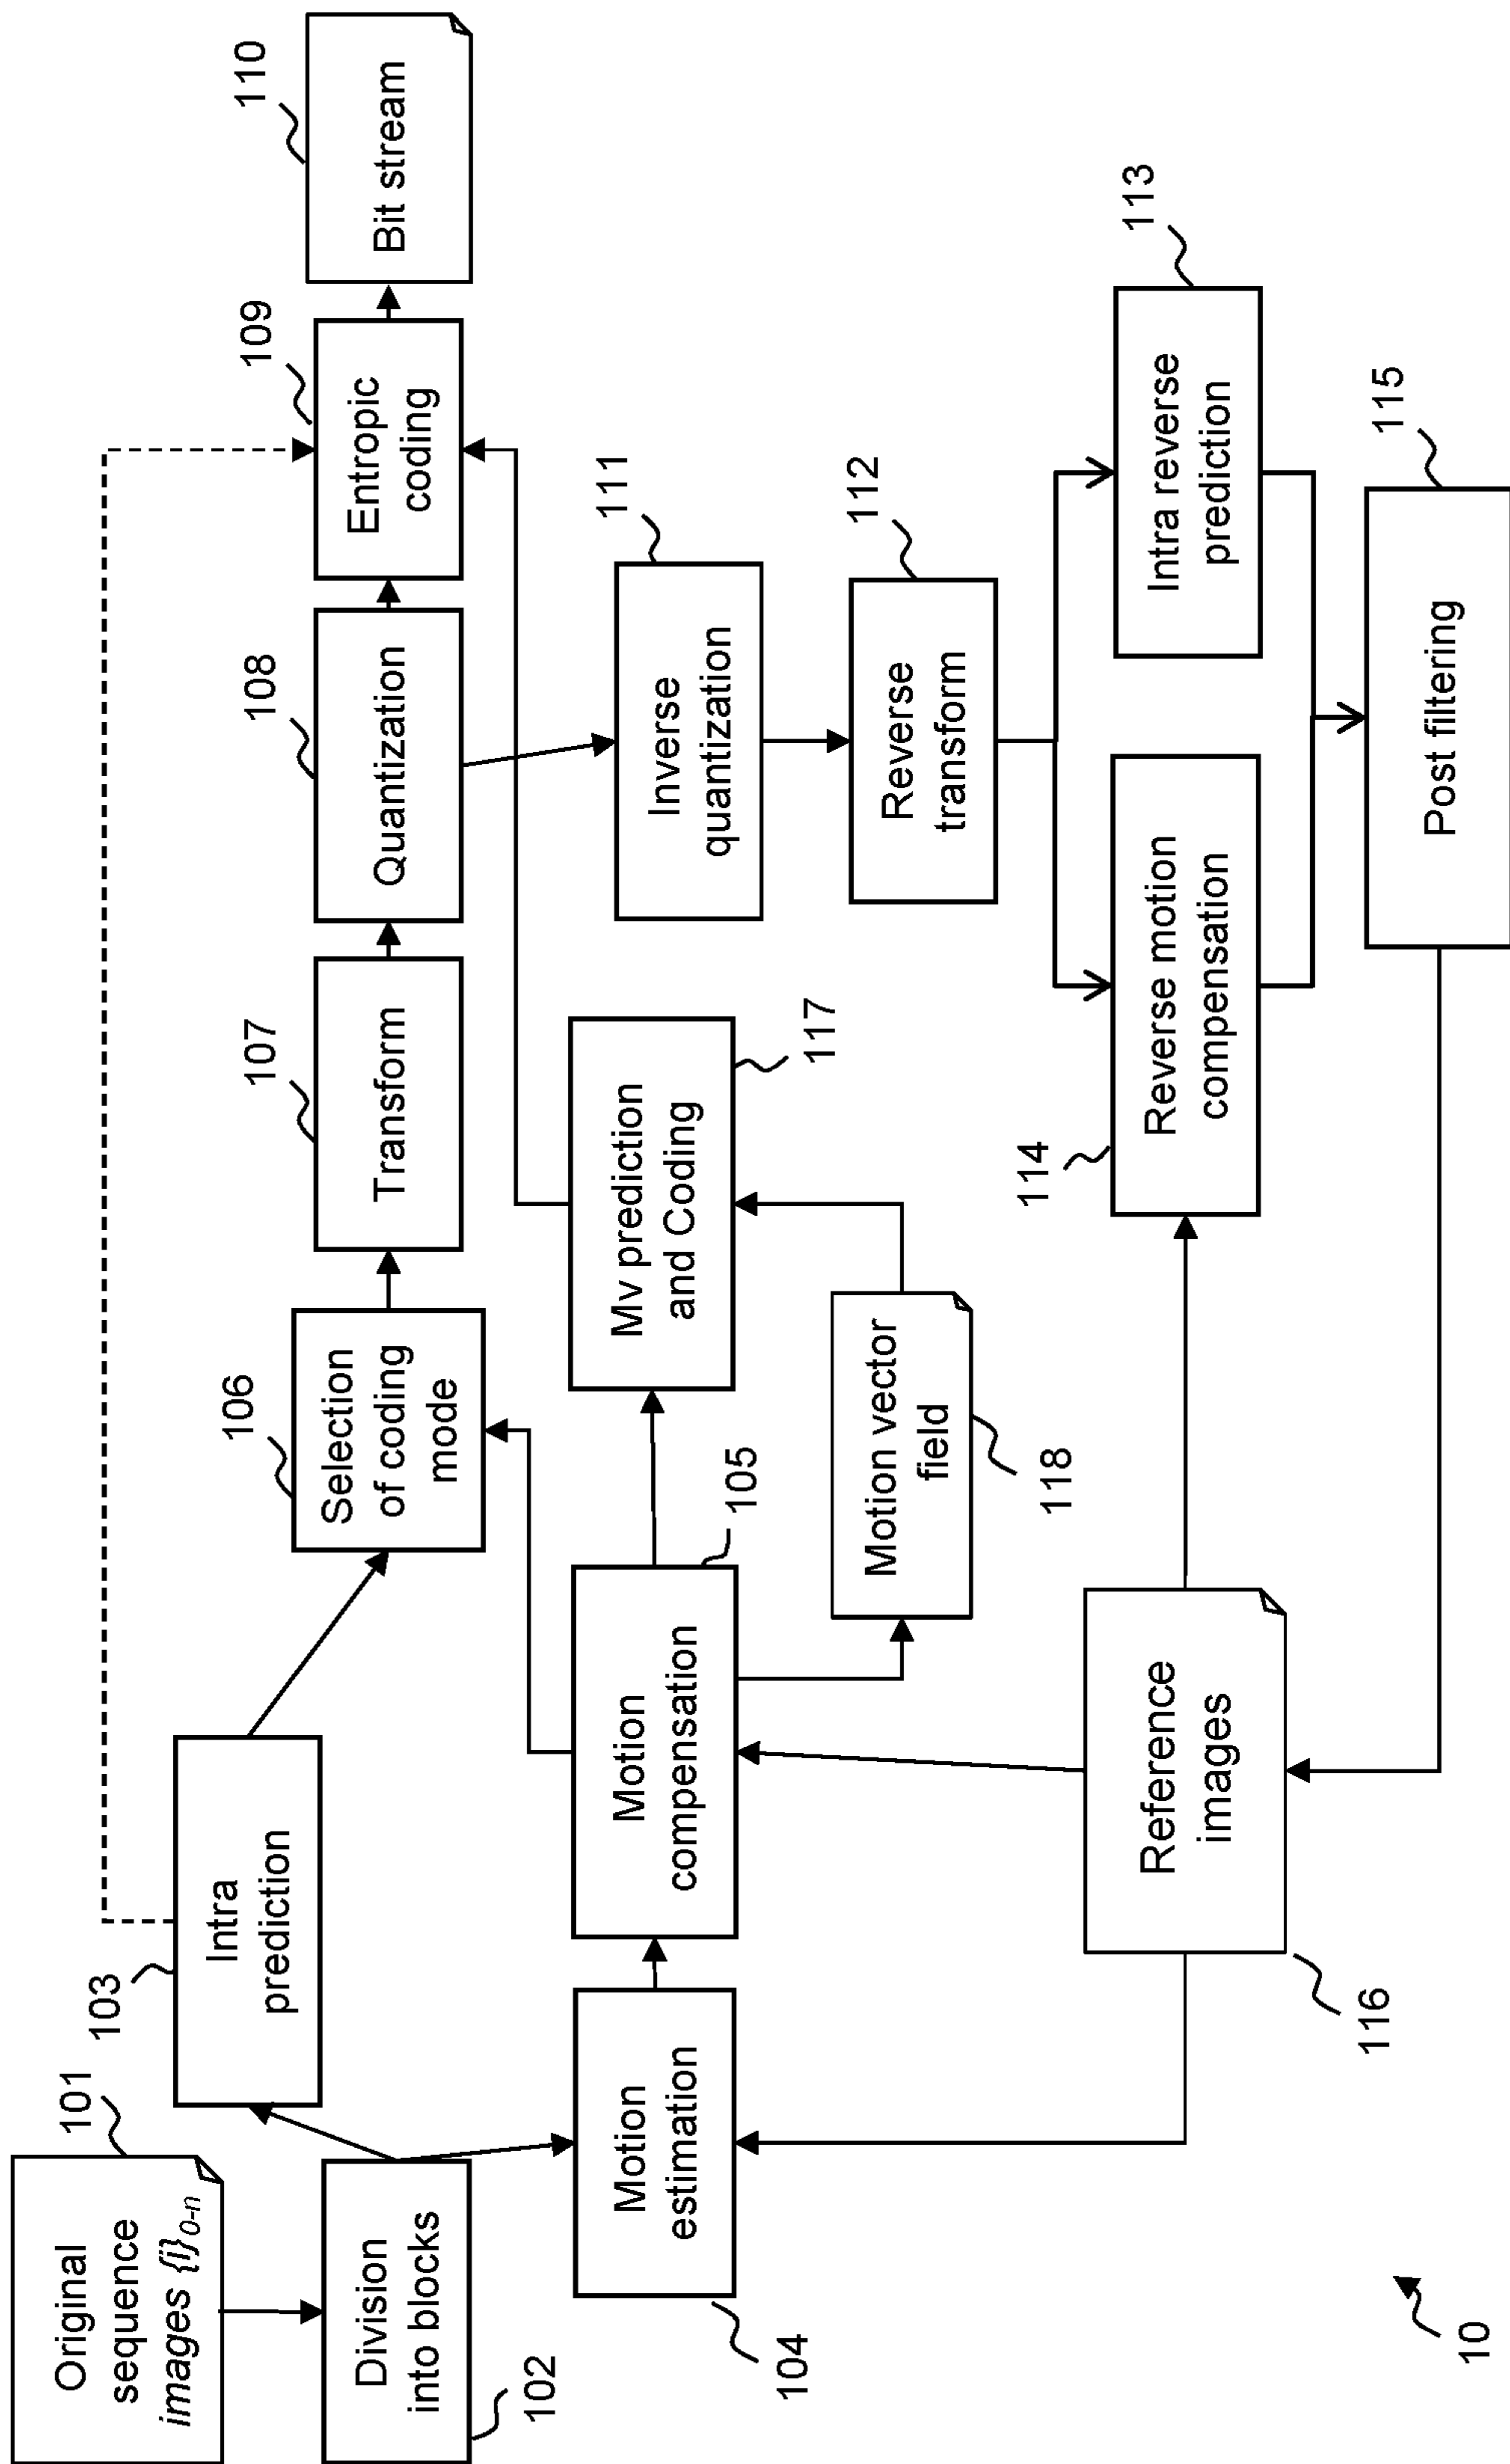 101
Original
sequence
images {i}0-n
102
Division
into blocks
103
Intra
prediction
104
Motion
estimation
105
Motion
compensation
106
Selection
of coding
mode
107
Transform
108
Quantization
109
Entropic
coding
110
Bit stream
117
Mv prediction
and Coding
118
Motion vector
field
111
Inverse
quantization
112
Reverse
transform
113
Intra reverse
prediction
114
Reverse motion
compensation
115
Post filtering
116
Reference
images
10